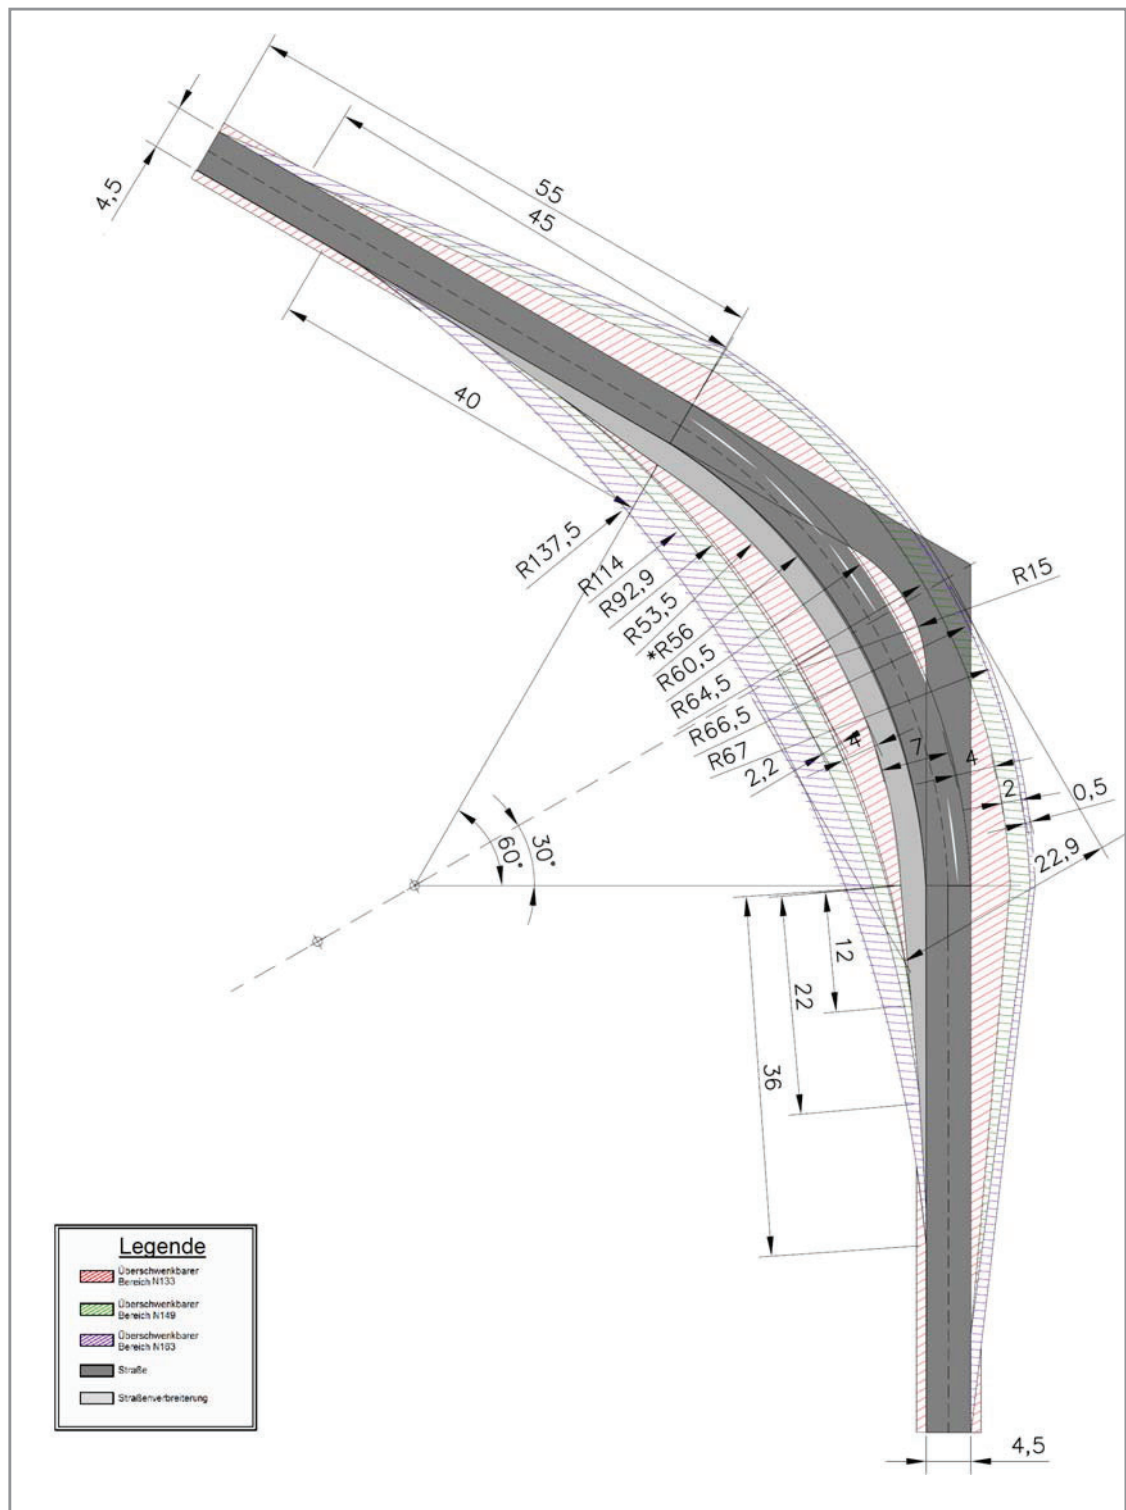 55
45
4,5
40
R137,5
R114
R92,9
R53,5
*R56
R60,5
R64,5
R66,5
R67
2,2
R15
4
7
4
2
0,5
22,9
60°
30°
12
22
36
4,5
Legende
Überschwenkbarer
Bereich N133
Überschwenkbarer
Bereich N149
Überschwenkbarer
Bereich N163
Straße
Straßenverbreiterung